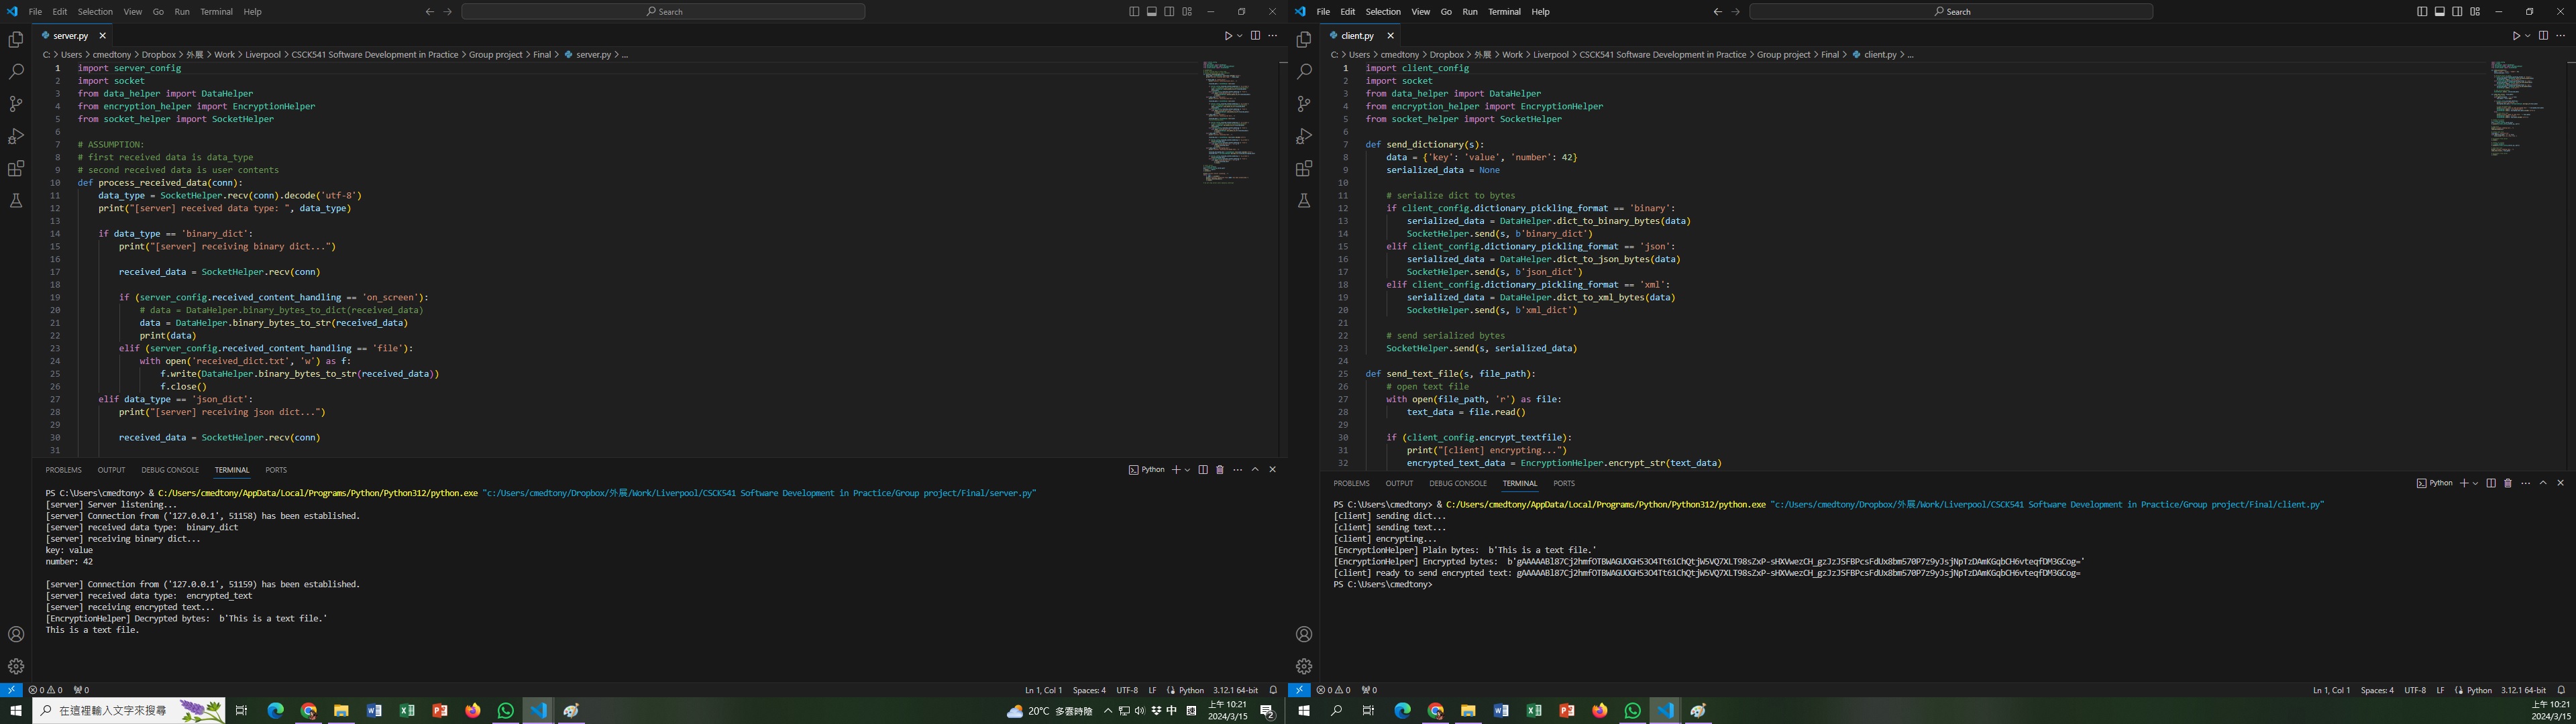 File Edit Selection View Go Run Terminal Help
Search
server.py
C: > Users > cmedtony > Dropbox > 外展 > Work > Liverpool > CSCK541 Software Development in Practice > Group project > Final > server.py > ...
1 import server_config
2 import socket
3 from data_helper import DataHelper
4 from encryption_helper import EncryptionHelper
5 from socket_helper import SocketHelper
6
7 # ASSUMPTION:
8 # first received data is data_type
9 # second received data is user contents
10 def process_received_data(conn):
11 data_type = SocketHelper.recv(conn).decode('utf-8')
12 print("[server] received data type: ", data_type)
13
14 if data_type == 'binary_dict':
15 print("[server] receiving binary dict...")
16
17 received_data = SocketHelper.recv(conn)
18
19 if (server_config.received_content_handling == 'on_screen'):
20 # data = DataHelper.binary_bytes_to_dict(received_data)
21 data = DataHelper.binary_bytes_to_str(received_data)
22 print(data)
23 elif (server_config.received_content_handling == 'file'):
24 with open('received_dict.txt', 'w') as f:
25 f.write(DataHelper.binary_bytes_to_str(received_data))
26 f.close()
27 elif data_type == 'json_dict':
28 print("[server] receiving json dict...")
29
30 received_data = SocketHelper.recv(conn)
31
PROBLEMS OUTPUT DEBUG CONSOLE TERMINAL PORTS
Python
PS C:\Users\cmedtony> & C:/Users/cmedtony/AppData/Local/Programs/Python/Python312/python.exe "c:/Users/cmedtony/Dropbox/外展/Work/Liverpool/CSCK541 Software Development in Practice/Group project/Final/server.py"
[server] Server listening...
[server] Connection from ('127.0.0.1', 51158) has been established.
[server] received data type:  binary_dict
[server] receiving binary dict...
key: value
number: 42
[server] Connection from ('127.0.0.1', 51159) has been established.
[server] received data type:  encrypted_text
[server] receiving encrypted text...
[EncryptionHelper] Decrypted bytes:  b'This is a text file.'
This is a text file.
0 0 0
Ln 1, Col 1 Spaces: 4 UTF-8 LF Python 3.12.1 64-bit
在這裡輸入文字來搜尋
20°C 多雲時陰
中
上午 10:21
2024/3/15
2
File Edit Selection View Go Run Terminal Help
Search
client.py
C: > Users > cmedtony > Dropbox > 外展 > Work > Liverpool > CSCK541 Software Development in Practice > Group project > Final > client.py > ...
1 import client_config
2 import socket
3 from data_helper import DataHelper
4 from encryption_helper import EncryptionHelper
5 from socket_helper import SocketHelper
6
7 def send_dictionary(s):
8 data = {'key': 'value', 'number': 42}
9 serialized_data = None
10
11 # serialize dict to bytes
12 if client_config.dictionary_pickling_format == 'binary':
13 serialized_data = DataHelper.dict_to_binary_bytes(data)
14 SocketHelper.send(s, b'binary_dict')
15 elif client_config.dictionary_pickling_format == 'json':
16 serialized_data = DataHelper.dict_to_json_bytes(data)
17 SocketHelper.send(s, b'json_dict')
18 elif client_config.dictionary_pickling_format == 'xml':
19 serialized_data = DataHelper.dict_to_xml_bytes(data)
20 SocketHelper.send(s, b'xml_dict')
21
22 # send serialized bytes
23 SocketHelper.send(s, serialized_data)
24
25 def send_text_file(s, file_path):
26 # open text file
27 with open(file_path, 'r') as file:
28 text_data = file.read()
29
30 if (client_config.encrypt_textfile):
31 print("[client] encrypting...")
32 encrypted_text_data = EncryptionHelper.encrypt_str(text_data)
PROBLEMS OUTPUT DEBUG CONSOLE TERMINAL PORTS
Python
PS C:\Users\cmedtony> & C:/Users/cmedtony/AppData/Local/Programs/Python/Python312/python.exe "c:/Users/cmedtony/Dropbox/外展/Work/Liverpool/CSCK541 Software Development in Practice/Group project/Final/client.py"
[client] sending dict...
[client] sending text...
[client] encrypting...
[EncryptionHelper] Plain bytes:  b'This is a text file.'
[EncryptionHelper] Encrypted bytes:
[client] ready to send encrypted text:
PS C:\Users\cmedtony>
0 0 0
Ln 1, Col 1 Spaces: 4 UTF-8 LF Python 3.12.1 64-bit
上午 10:21
2024/3/15